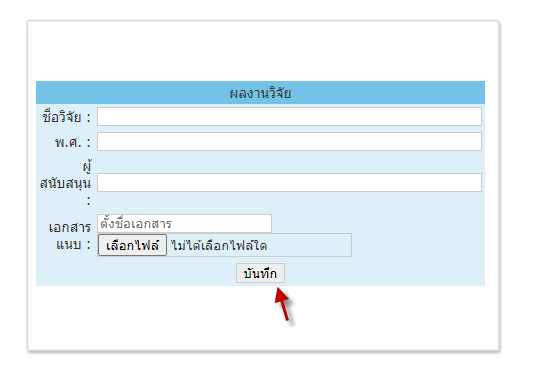 ผลงานวิจัย
ชื่อวิจัย :
พ.ศ. :
ผู้
สนับสนุน
:
เอกสาร ตั้งชื่อเอกสาร
แนบ : เลือกไฟล์ ไม่ได้เลือกไฟล์ใด
บันทึก